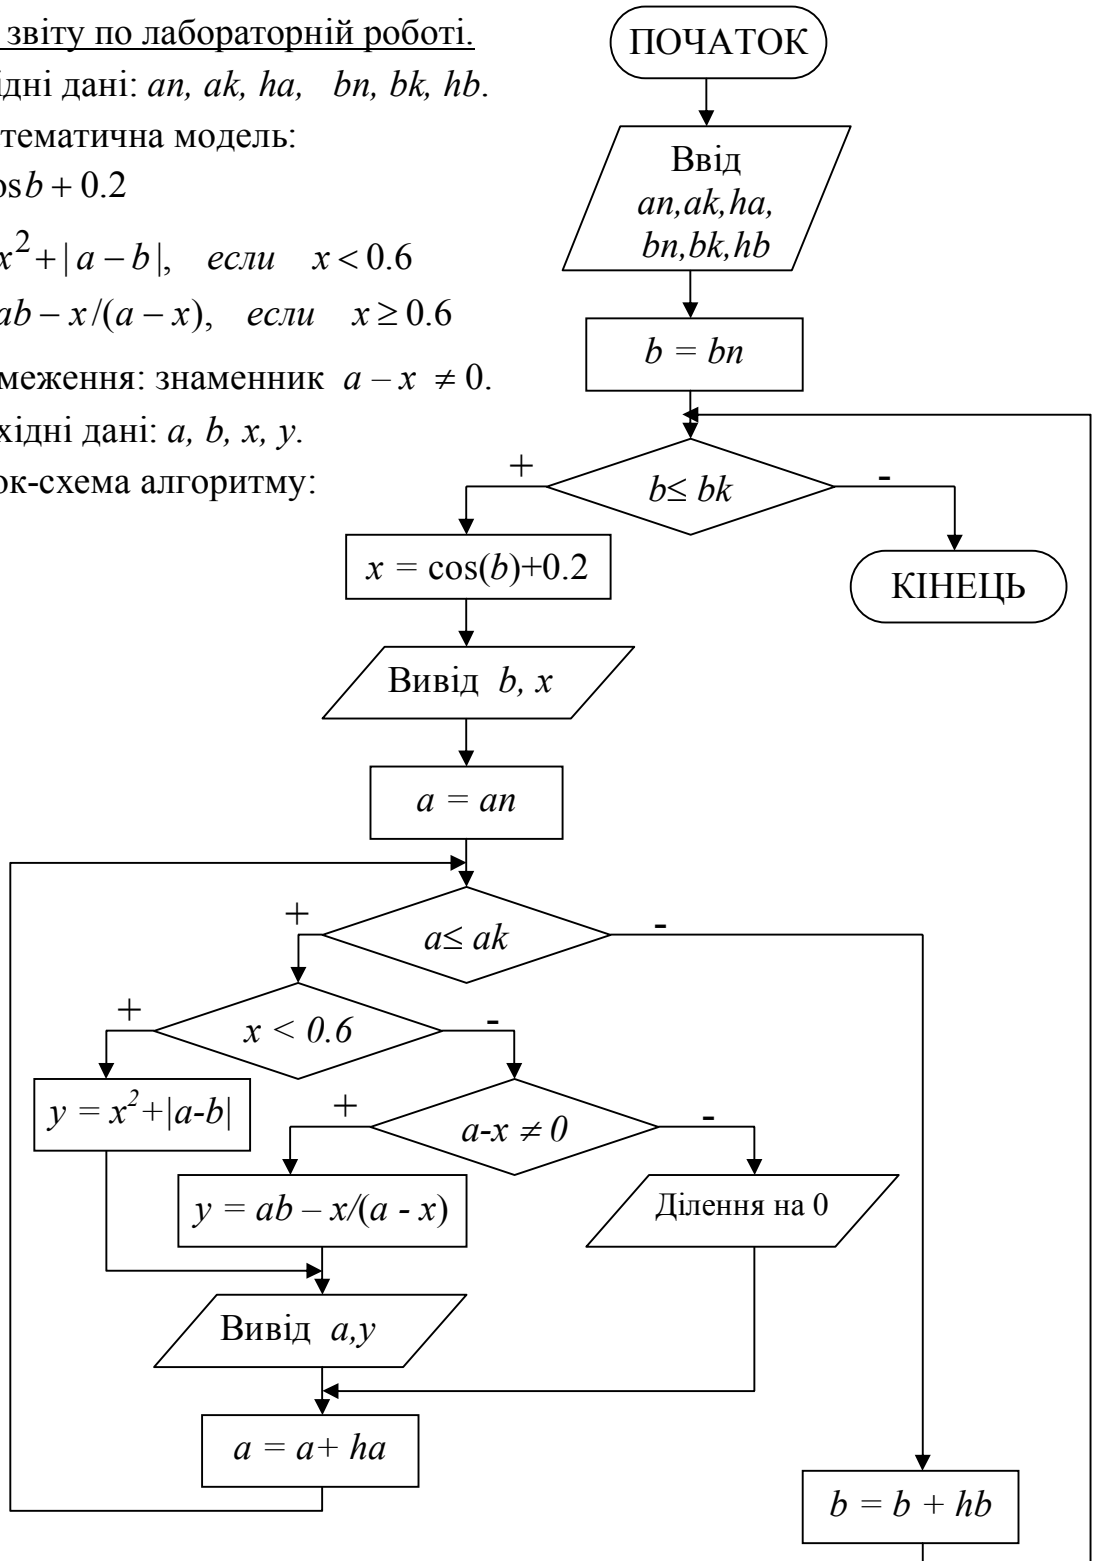 звіту по лабораторній роботі.
ідні дані: an, ak, ha, bn, bk, hb.
тематична модель:
osb + 0.2
x² + | a − b |, если x < 0.6
ab − x /(a − x), если x ≥ 0.6
меження: знаменник a – x ≠ 0.
хідні дані: a, b, x, y.
ок-схема алгоритму:
ПОЧАТОК
Ввід
an,ak,ha,
bn,bk,hb
b = bn
b≤ bk
+
-
x = cos(b)+0.2
КІНЕЦЬ
Вивід b, x
a = an
a≤ ak
+
-
x < 0.6
+
-
y = x²+|a-b|
a-x ≠ 0
+
-
y = ab – x/(a - x)
Ділення на 0
Вивід a,y
a = a+ ha
b = b + hb